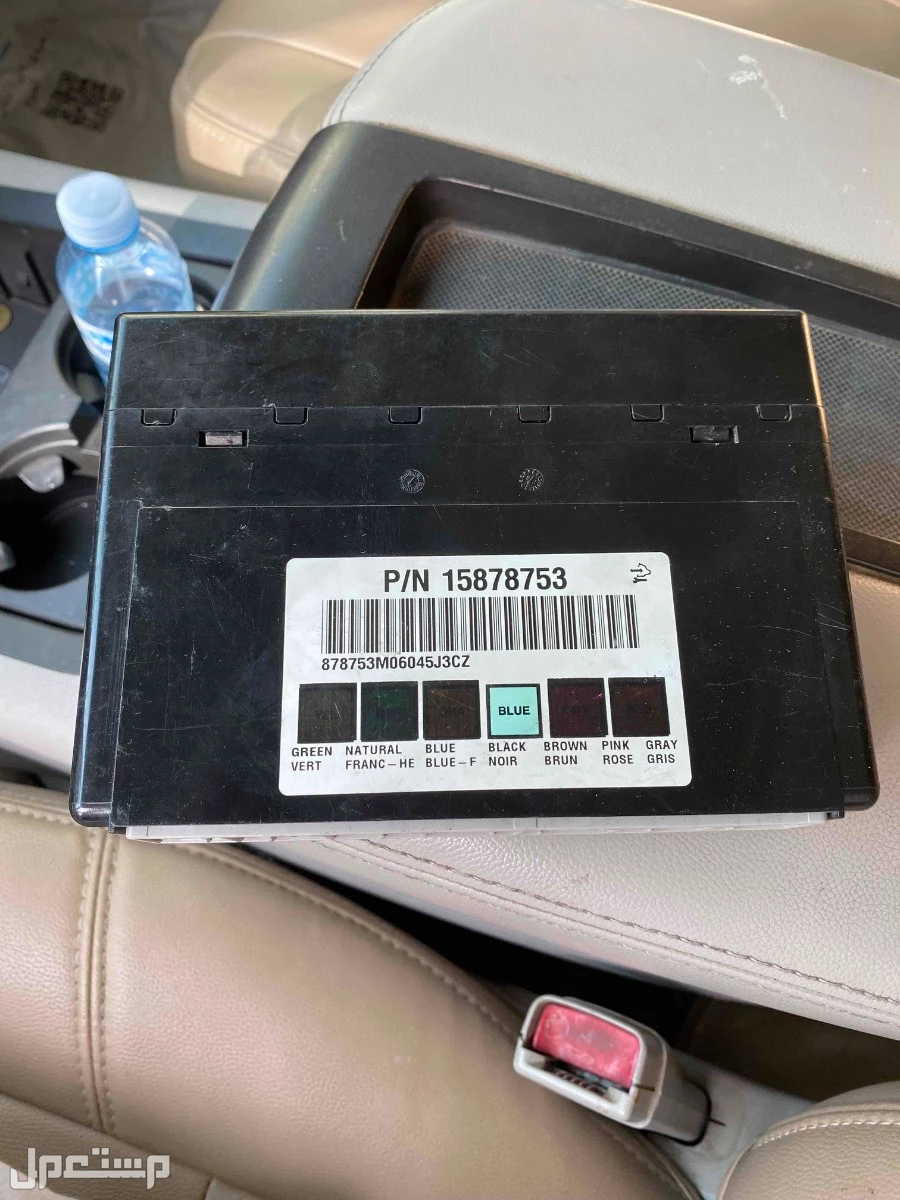 P/N 15878753
878753M06045J3CZ
BLUE
GREEN NATURAL BLUE BLACK BROWN PINK GRAY
VERT FRANC-HE BLUE-F NOIR BRUN ROSE GRIS
مستعمل